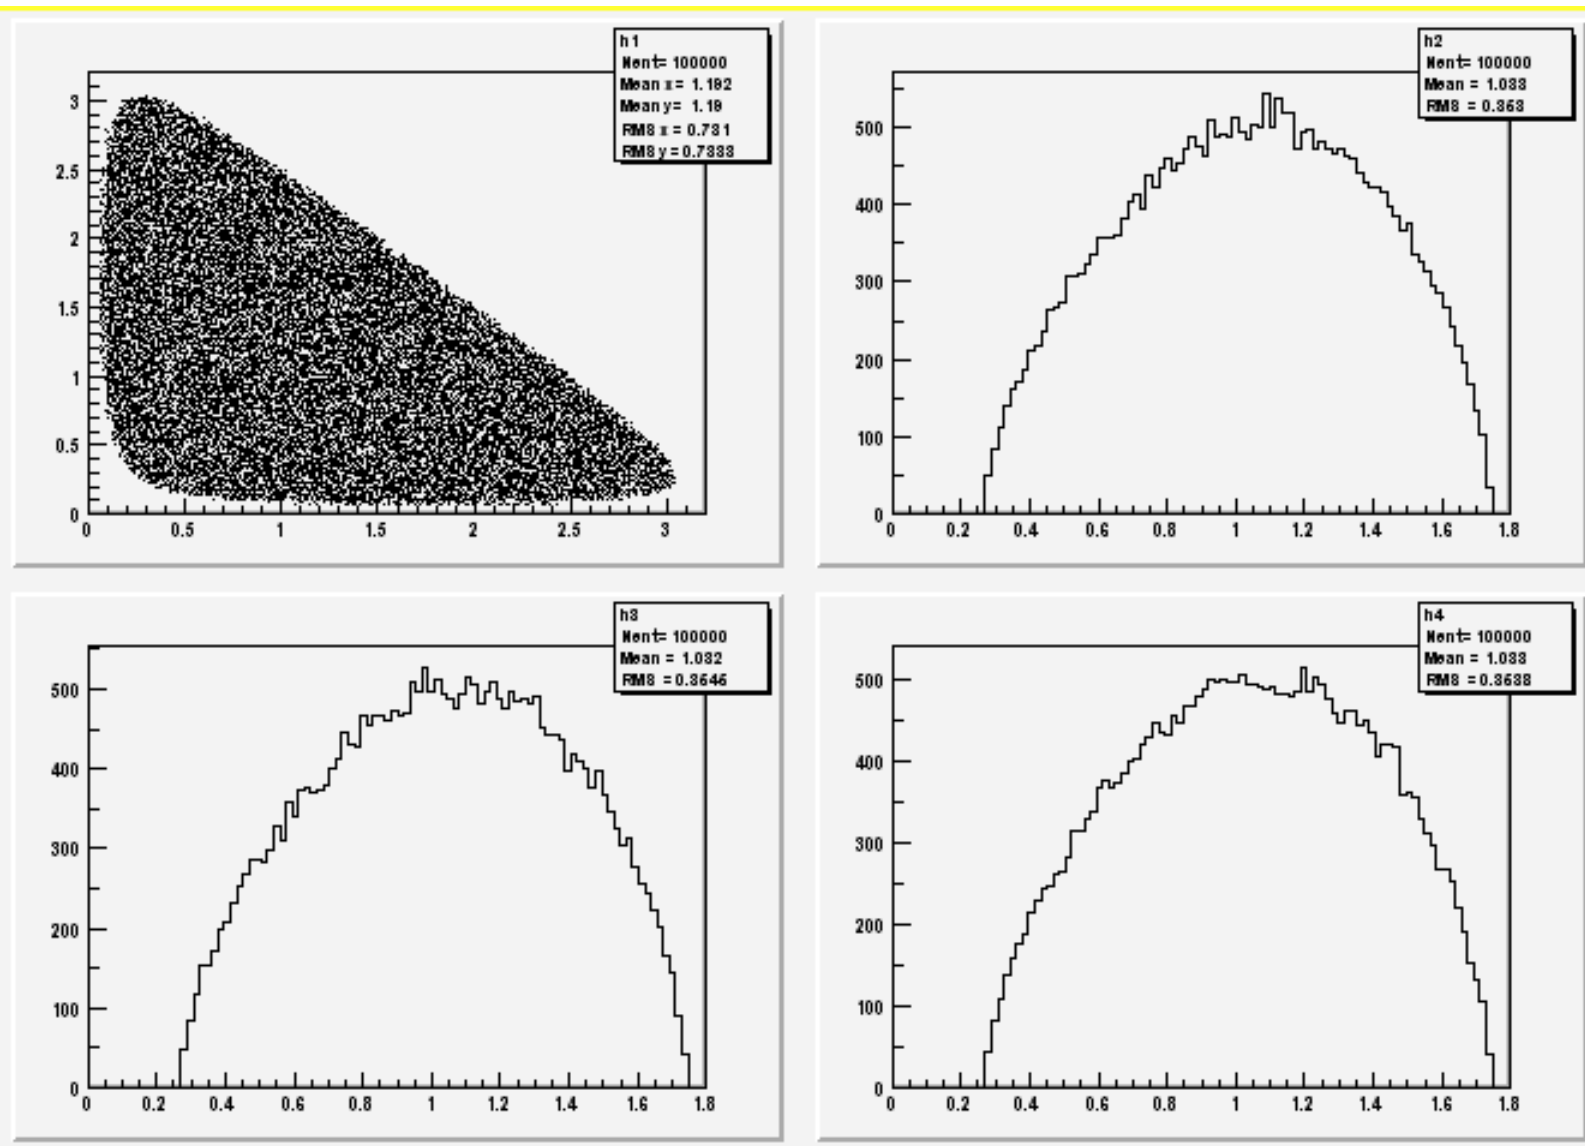 h1
Nent= 100000
Mean x= 1.192
Mean y= 1.19
RMS x = 0.731
RMS y = 0.7333
3
2.5
2
1.5
1
0.5
0
0 0.5 1 1.5 2 2.5 3
h2
Nent= 100000
Mean = 1.033
RMS = 0.363
500
400
300
200
100
0
0 0.2 0.4 0.6 0.8 1 1.2 1.4 1.6 1.8
h3
Nent= 100000
Mean = 1.032
RMS = 0.3646
500
400
300
200
100
0
0 0.2 0.4 0.6 0.8 1 1.2 1.4 1.6 1.8
h4
Nent= 100000
Mean = 1.033
RMS = 0.3638
500
400
300
200
100
0
0 0.2 0.4 0.6 0.8 1 1.2 1.4 1.6 1.8